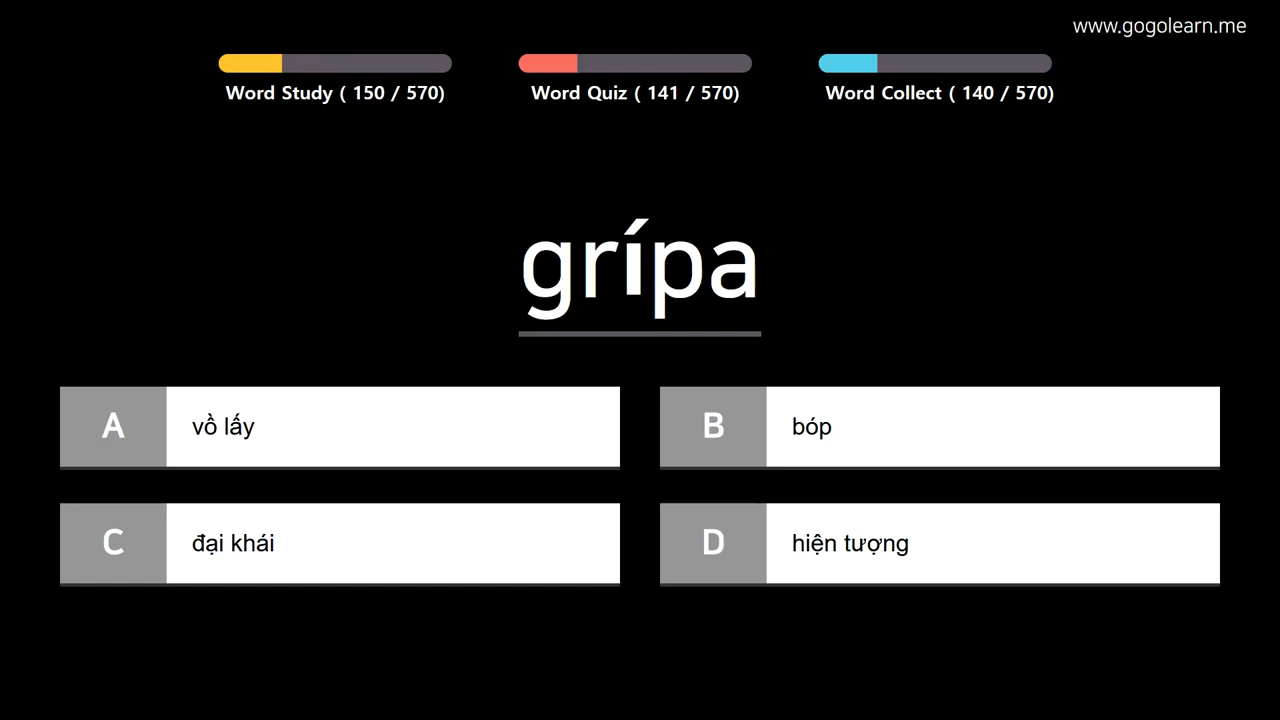 www.gogolearn.me
Word Study ( 150 / 570)
Word Quiz ( 141 / 570)
Word Collect ( 140 / 570)
grípa
A vồ lấy
B bóp
C đại khái
D hiện tượng